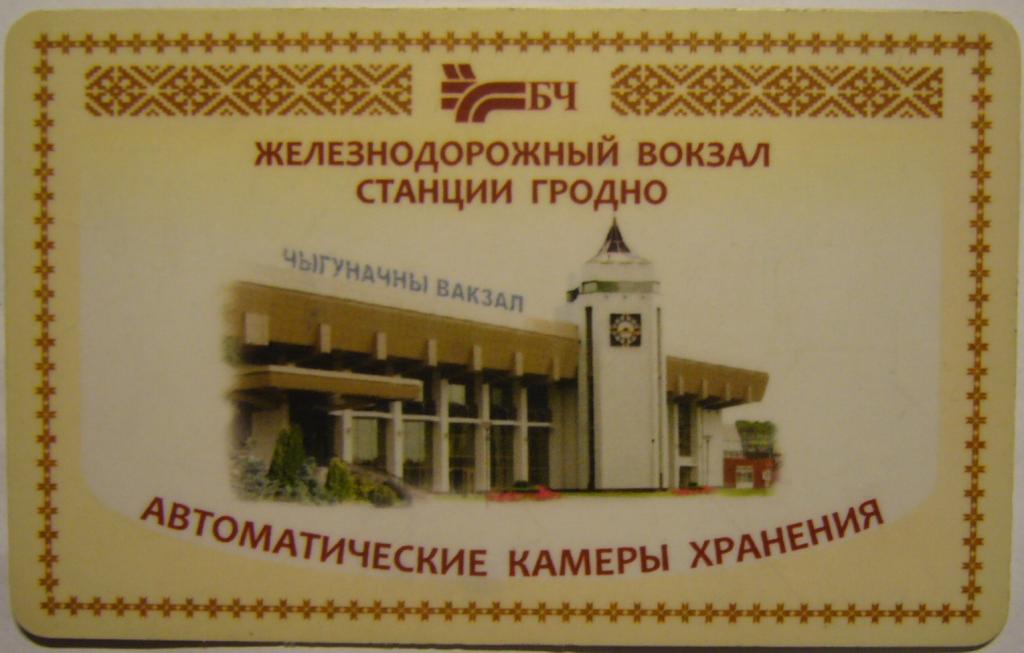 БЧ
ЖЕЛЕЗНОДОРОЖНЫЙ ВОКЗАЛ
СТАНЦИИ ГРОДНО
ЧЫГУНАЧНЫ ВАКЗАЛ
АВТОМАТИЧЕСКИЕ КАМЕРЫ ХРАНЕНИЯ